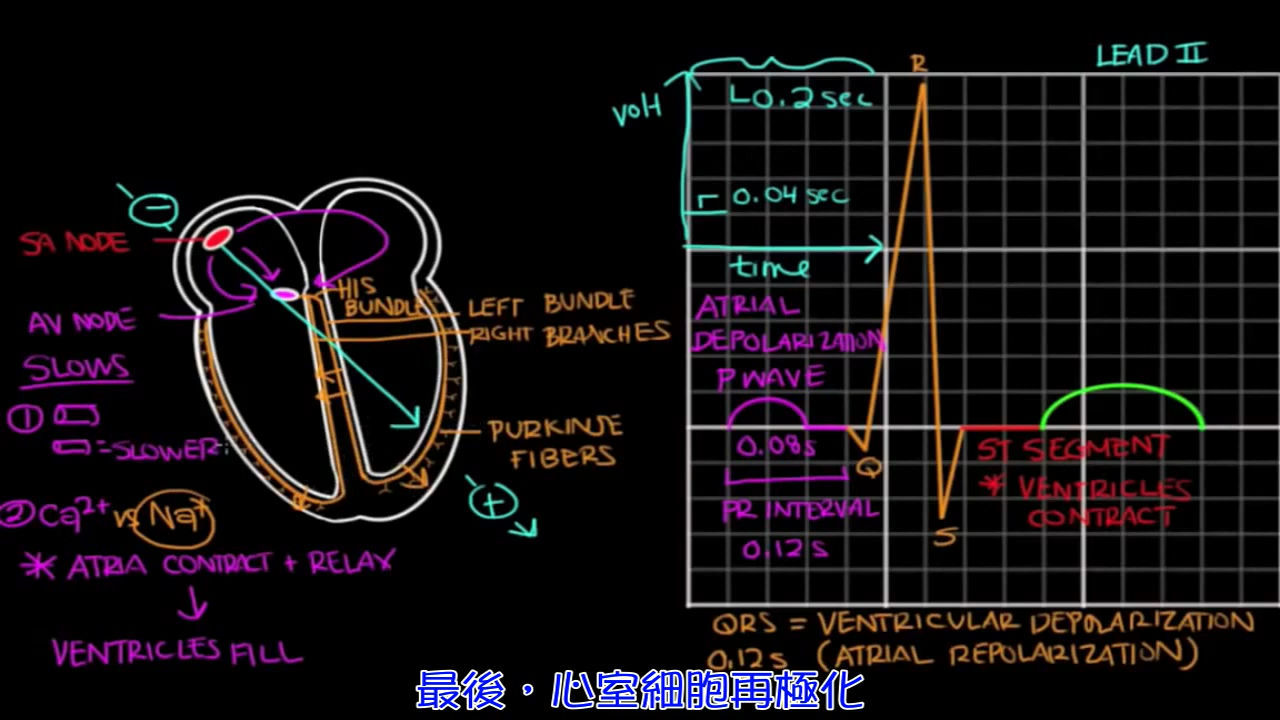 LEAD II
R
volt
0.2 sec
0.04 sec
time
SA NODE
HIS
BUNDLE
LEFT BUNDLE
RIGHT BRANCHES
AV NODE
SLOWS
① 
= SLOWER
② Ca2+ vs Na+
* ATRIA CONTRACT + RELAX
↓
VENTRICLES FILL
PURKINJE
FIBERS
−
+
ATRIAL
DEPOLARIZATION
P WAVE
0.08s
PR INTERVAL
0.12s
Q
S
ST SEGMENT
* VENTRICLES
CONTRACT
QRS = VENTRICULAR DEPOLARIZATION
0.12s (ATRIAL REPOLARIZATION)
最後，心室細胞再極化